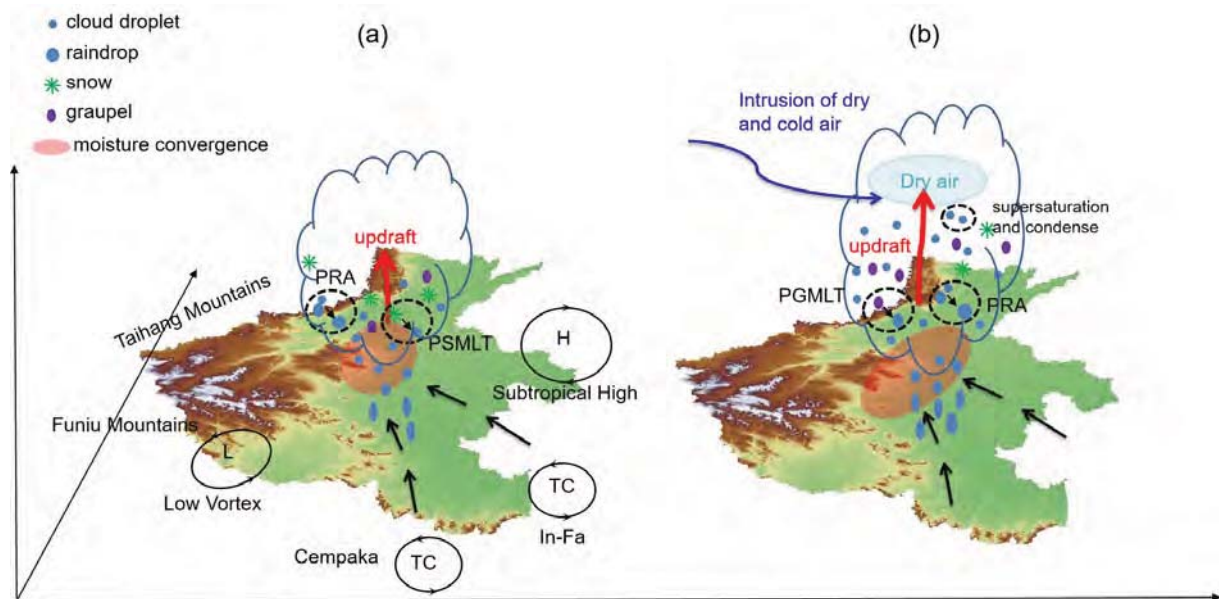 cloud droplet
raindrop
snow
graupel
moisture convergence
(a)
updraft
PRA
PSMLT
Taihang Mountains
Funiu Mountains
L
Low Vortex
H
Subtropical High
TC
In-Fa
Cempaka
TC
(b)
Intrusion of dry
and cold air
Dry air
supersaturation
and condense
updraft
PGMLT
PRA